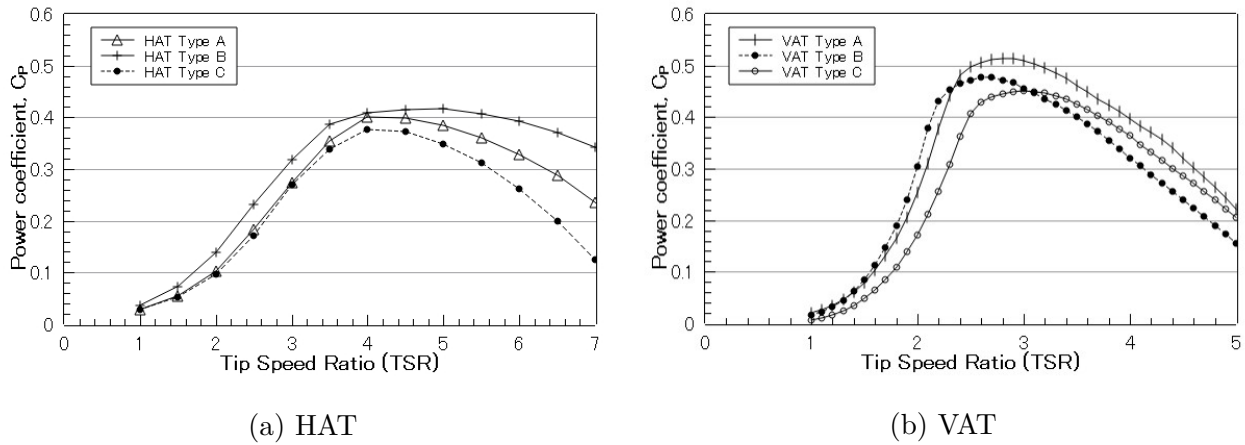 0.6
0.5
0.4
0.3
0.2
0.1
0
Power coefficient, CP
HAT Type A
HAT Type B
HAT Type C
0 1 2 3 4 5 6 7
Tip Speed Ratio (TSR)
(a) HAT
0.6
0.5
0.4
0.3
0.2
0.1
0
Power coefficient, CP
VAT Type A
VAT Type B
VAT Type C
0 1 2 3 4 5
Tip Speed Ratio (TSR)
(b) VAT